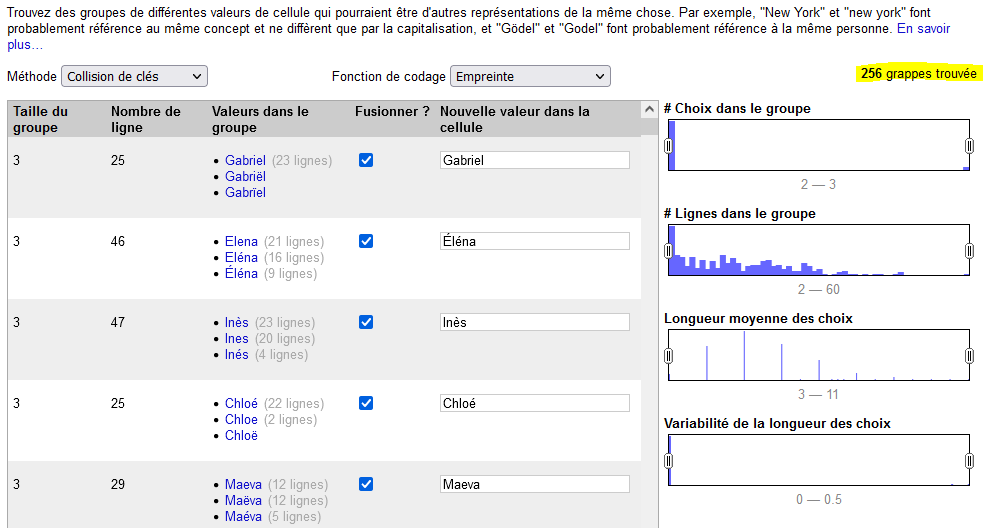 Trouvez des groupes de différentes valeurs de cellule qui pourraient être d'autres représentations de la même chose. Par exemple, "New York" et "new york" font
probablement référence au même concept et ne diffèrent que par la capitalisation, et "Gödel" et "Godel" font probablement référence à la même personne. En savoir
plus…
Méthode Collision de clés Fonction de codage Empreinte 256 grappes trouvée
Taille du groupe Nombre de ligne Valeurs dans le groupe Fusionner ? Nouvelle valeur dans la cellule
3 25 Gabriel (23 lignes) Gabriel
Gabriël
Gabrïel
3 46 Elena (21 lignes) Éléna
Eléna (16 lignes)
Éléna (9 lignes)
3 47 Inès (23 lignes) Inès
Ines (20 lignes)
Inés (4 lignes)
3 25 Chloé (22 lignes) Chloé
Chloe (2 lignes)
Chloë
3 29 Maeva (12 lignes) Maeva
Maëva (12 lignes)
Maéva (5 lignes)
# Choix dans le groupe
2 — 3
# Lignes dans le groupe
2 — 60
Longueur moyenne des choix
3 — 11
Variabilité de la longueur des choix
0 — 0.5